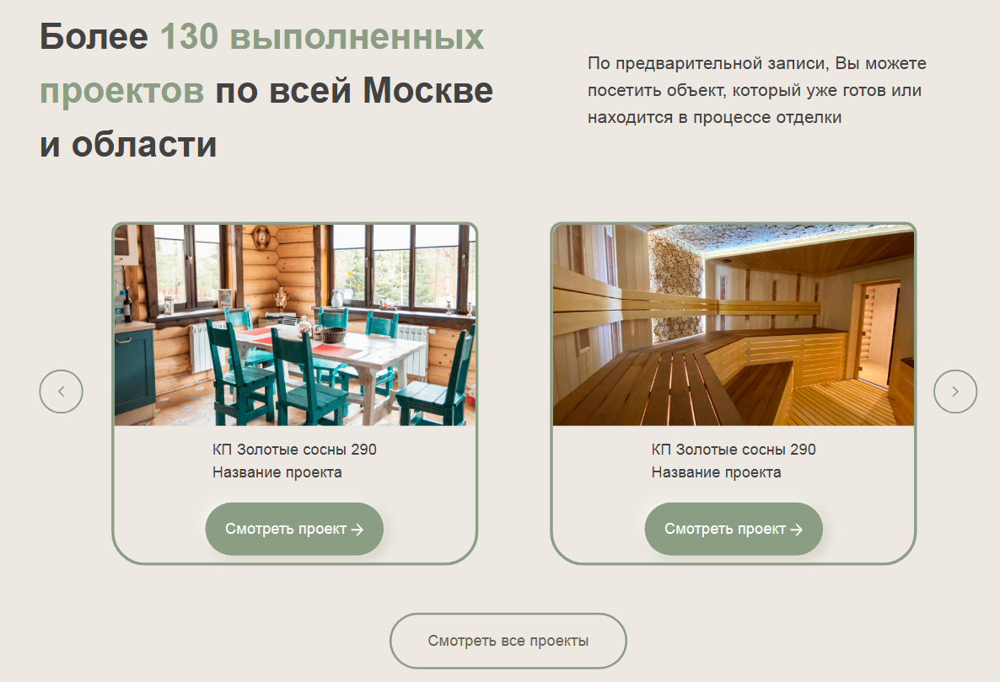 Более 130 выполненных
проектов по всей Москве
и области
По предварительной записи, Вы можете
посетить объект, который уже готов или
находится в процессе отделки
КП Золотые сосны 290
Название проекта
Смотреть проект →
КП Золотые сосны 290
Название проекта
Смотреть проект →
Смотреть все проекты